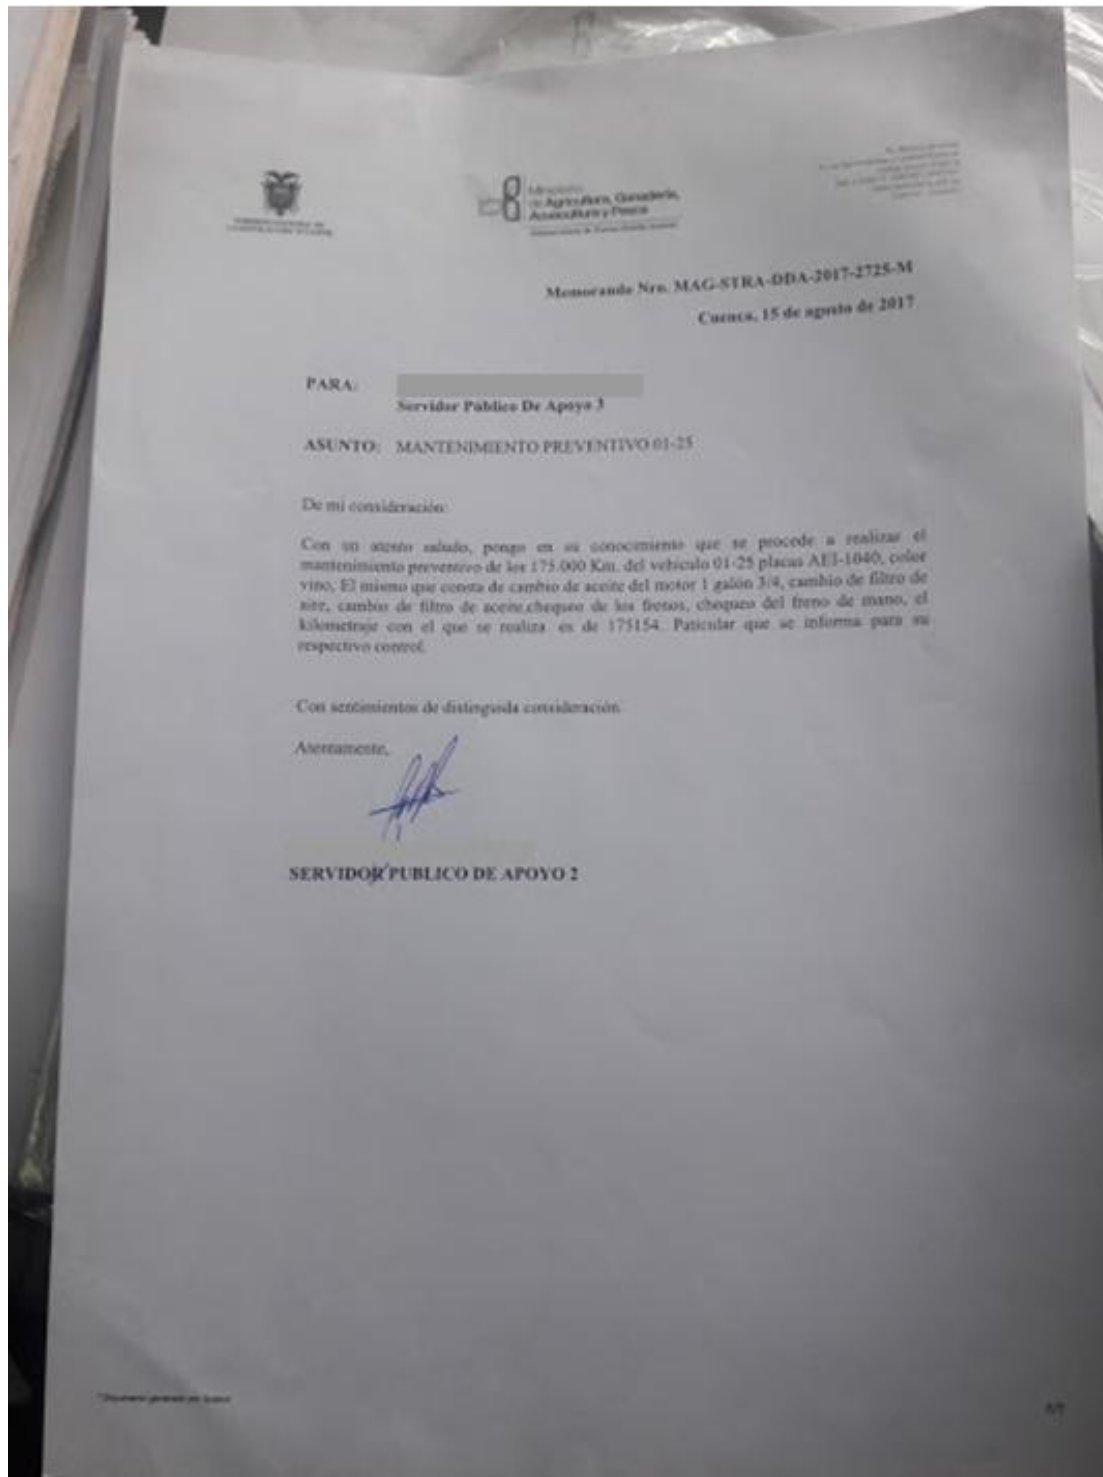 Ministerio
de Agricultura, Ganadería,
Acuacultura y Pesca
Memorando Nro. MAG-STRA-DDA-2017-2725-M
Cuenca, 15 de agosto de 2017
PARA:
Servidor Público De Apoyo 3
ASUNTO: MANTENIMIENTO PREVENTIVO 01-25
De mi consideración:
Con un atento saludo, pongo en su conocimiento que se procede a realizar el
mantenimiento preventivo de los 175.000 Km. del vehículo 01-25 placas AEI-1040, color
vino, El mismo que consta de cambio de aceite del motor 1 galón 3/4, cambio de filtro de
aire, cambio de filtro de aceite,chequeo de los frenos, chequeo del freno de mano, el
kilometraje con el que se realiza es de 175154. Paticular que se informa para su
respectivo control.
Con sentimientos de distinguida consideración.
Atentamente,
SERVIDOR PUBLICO DE APOYO 2